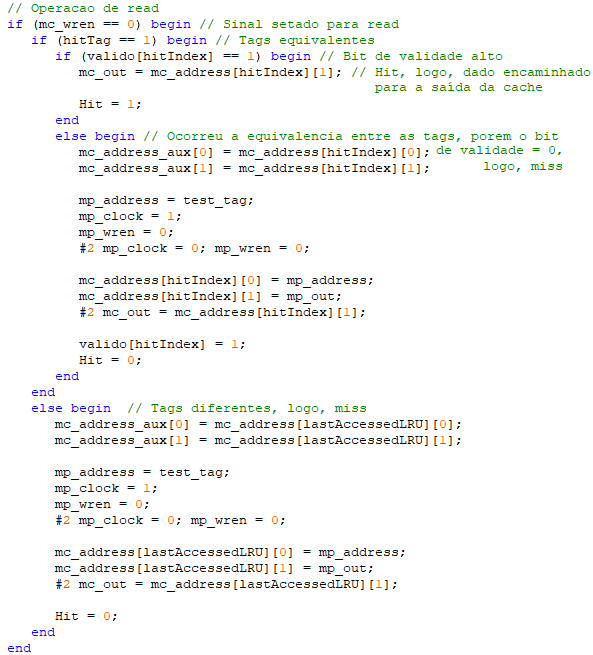 // Operacao de read
if (mc_wren == 0) begin // Sinal setado para read
   if (hitTag == 1) begin // Tags equivalentes
      if (valido[hitIndex] == 1) begin // Bit de validade alto
         mc_out = mc_address[hitIndex][1]; // Hit, logo, dado encaminhado
                                              para a saída da cache
         Hit = 1;
      end
      else begin // Ocorreu a equivalencia entre as tags, porem o bit
         mc_address_aux[0] = mc_address[hitIndex][0]; de validade = 0,
         mc_address_aux[1] = mc_address[hitIndex][1];       logo, miss

         mp_address = test_tag;
         mp_clock = 1;
         mp_wren = 0;
         #2 mp_clock = 0; mp_wren = 0;

         mc_address[hitIndex][0] = mp_address;
         mc_address[hitIndex][1] = mp_out;
         #2 mc_out = mc_address[hitIndex][1];

         valido[hitIndex] = 1;
         Hit = 0;
      end
   end
   else begin  // Tags diferentes, logo, miss
      mc_address_aux[0] = mc_address[lastAccessedLRU][0];
      mc_address_aux[1] = mc_address[lastAccessedLRU][1];

      mp_address = test_tag;
      mp_clock = 1;
      mp_wren = 0;
      #2 mp_clock = 0; mp_wren = 0;

      mc_address[lastAccessedLRU][0] = mp_address;
      mc_address[lastAccessedLRU][1] = mp_out;
      #2 mc_out = mc_address[lastAccessedLRU][1];

      Hit = 0;
   end
end